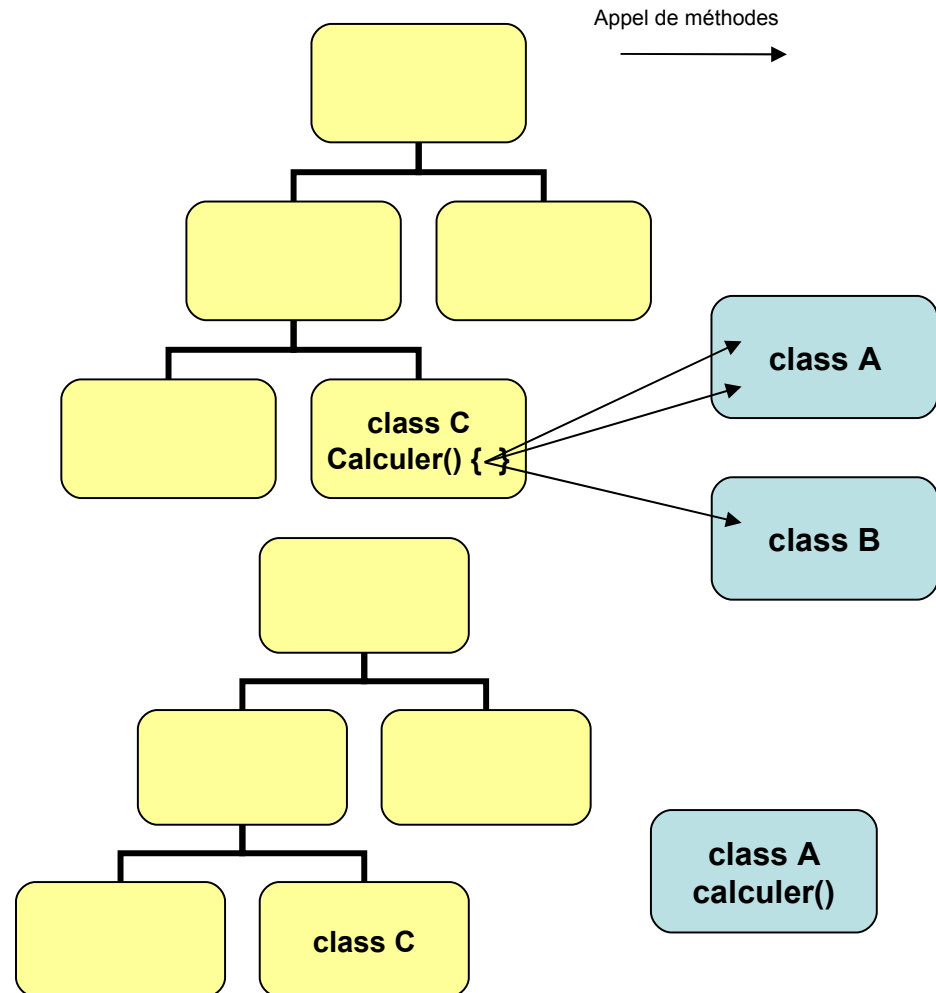 Appel de méthodes
class A
class C
Calculer() { }
class B
class A
calculer()
class C